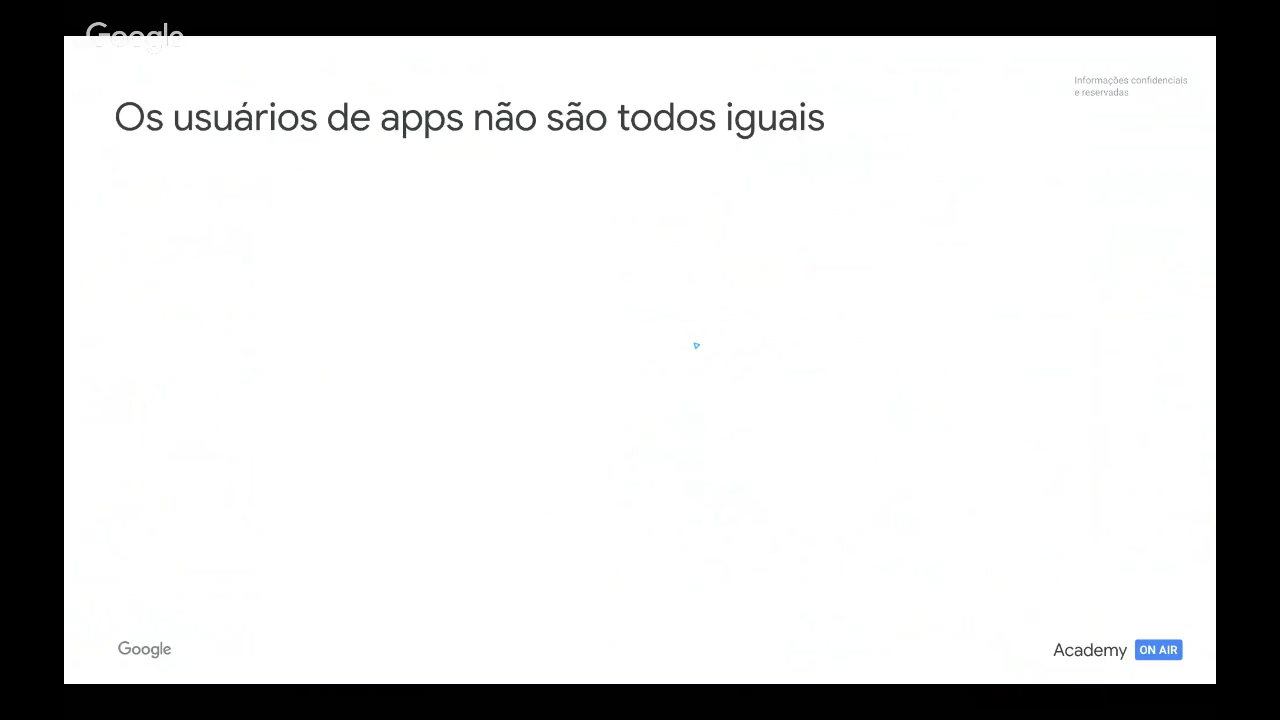 Google
Informações confidenciais
e reservadas
Os usuários de apps não são todos iguais
Google
Academy ON AIR